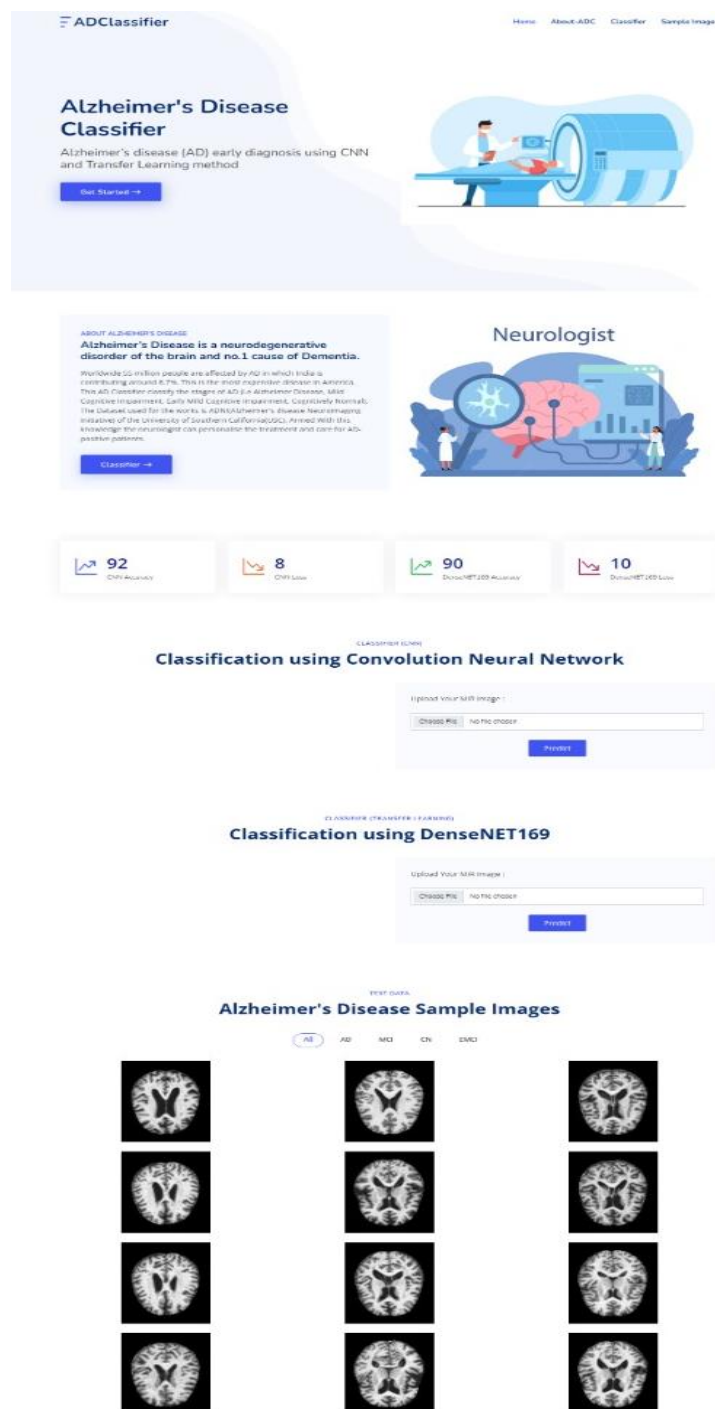 ADClassifier
Home About-ADC Classifier Sample Image
Alzheimer's Disease
Classifier
Alzheimer's disease (AD) early diagnosis using CNN
and Transfer Learning method
Get Started →
ABOUT ALZHEIMER'S DISEASE
Alzheimer's Disease is a neurodegenerative
disorder of the brain and no.1 cause of Dementia.
Worldwide 55 million people are affected by AD in which India is
contributing around 8.7%. This is the most expensive disease in America.
This AD Classifier classify the stages of AD (i.e Alzheimer Disease, Mild
Cognitive Impairment, Early Mild Cognitive Impairment, Cognitively Normal).
The Dataset used for the works is ADNI(Alzheimer's disease Neuroimaging
Initiative) of the University of Southern California(USC). Armed With this
knowledge the neurologist can personalise the treatment and care for AD-
positive patients.
Classifier →
Neurologist
92
CNN Accuracy
8
CNN Loss
90
DenseNET169 Accuracy
10
DenseNET169 Loss
CLASSIFIER (CNN)
Classification using Convolution Neural Network
Upload Your MRI Image :
Choose File No file chosen
Predict
CLASSIFIER (TRANSFER LEARNING)
Classification using DenseNET169
Upload Your MRI Image :
Choose File No file chosen
Predict
TEST DATA
Alzheimer's Disease Sample Images
All AD MCI CN EMCI